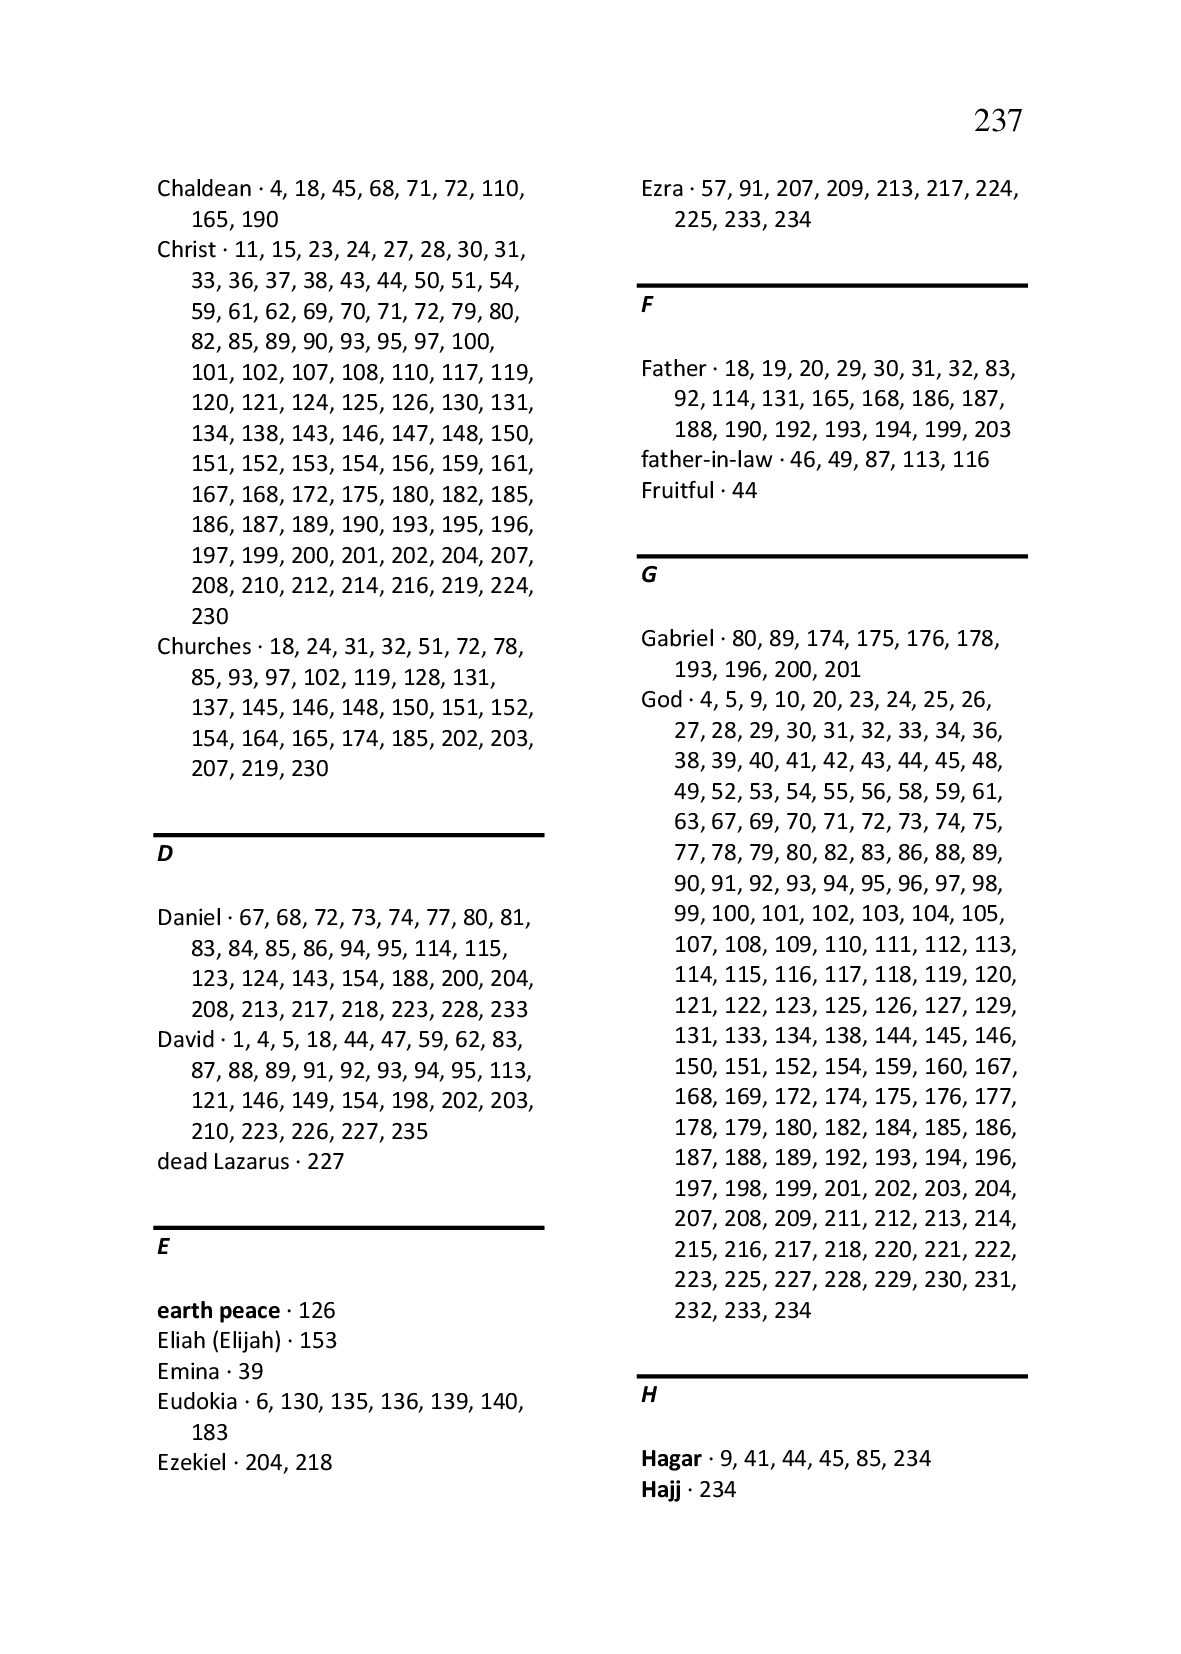 237
Chaldean · 4, 18, 45, 68, 71, 72, 110,
165, 190
Christ · 11, 15, 23, 24, 27, 28, 30, 31,
33, 36, 37, 38, 43, 44, 50, 51, 54,
59, 61, 62, 69, 70, 71, 72, 79, 80,
82, 85, 89, 90, 93, 95, 97, 100,
101, 102, 107, 108, 110, 117, 119,
120, 121, 124, 125, 126, 130, 131,
134, 138, 143, 146, 147, 148, 150,
151, 152, 153, 154, 156, 159, 161,
167, 168, 172, 175, 180, 182, 185,
186, 187, 189, 190, 193, 195, 196,
197, 199, 200, 201, 202, 204, 207,
208, 210, 212, 214, 216, 219, 224,
230
Churches · 18, 24, 31, 32, 51, 72, 78,
85, 93, 97, 102, 119, 128, 131,
137, 145, 146, 148, 150, 151, 152,
154, 164, 165, 174, 185, 202, 203,
207, 219, 230
D
Daniel · 67, 68, 72, 73, 74, 77, 80, 81,
83, 84, 85, 86, 94, 95, 114, 115,
123, 124, 143, 154, 188, 200, 204,
208, 213, 217, 218, 223, 228, 233
David · 1, 4, 5, 18, 44, 47, 59, 62, 83,
87, 88, 89, 91, 92, 93, 94, 95, 113,
121, 146, 149, 154, 198, 202, 203,
210, 223, 226, 227, 235
dead Lazarus · 227
E
earth peace · 126
Eliah (Elijah) · 153
Emina · 39
Eudokia · 6, 130, 135, 136, 139, 140,
183
Ezekiel · 204, 218
Ezra · 57, 91, 207, 209, 213, 217, 224,
225, 233, 234
F
Father · 18, 19, 20, 29, 30, 31, 32, 83,
92, 114, 131, 165, 168, 186, 187,
188, 190, 192, 193, 194, 199, 203
father-in-law · 46, 49, 87, 113, 116
Fruitful · 44
G
Gabriel · 80, 89, 174, 175, 176, 178,
193, 196, 200, 201
God · 4, 5, 9, 10, 20, 23, 24, 25, 26,
27, 28, 29, 30, 31, 32, 33, 34, 36,
38, 39, 40, 41, 42, 43, 44, 45, 48,
49, 52, 53, 54, 55, 56, 58, 59, 61,
63, 67, 69, 70, 71, 72, 73, 74, 75,
77, 78, 79, 80, 82, 83, 86, 88, 89,
90, 91, 92, 93, 94, 95, 96, 97, 98,
99, 100, 101, 102, 103, 104, 105,
107, 108, 109, 110, 111, 112, 113,
114, 115, 116, 117, 118, 119, 120,
121, 122, 123, 125, 126, 127, 129,
131, 133, 134, 138, 144, 145, 146,
150, 151, 152, 154, 159, 160, 167,
168, 169, 172, 174, 175, 176, 177,
178, 179, 180, 182, 184, 185, 186,
187, 188, 189, 192, 193, 194, 196,
197, 198, 199, 201, 202, 203, 204,
207, 208, 209, 211, 212, 213, 214,
215, 216, 217, 218, 220, 221, 222,
223, 225, 227, 228, 229, 230, 231,
232, 233, 234
H
Hagar · 9, 41, 44, 45, 85, 234
Hajj · 234